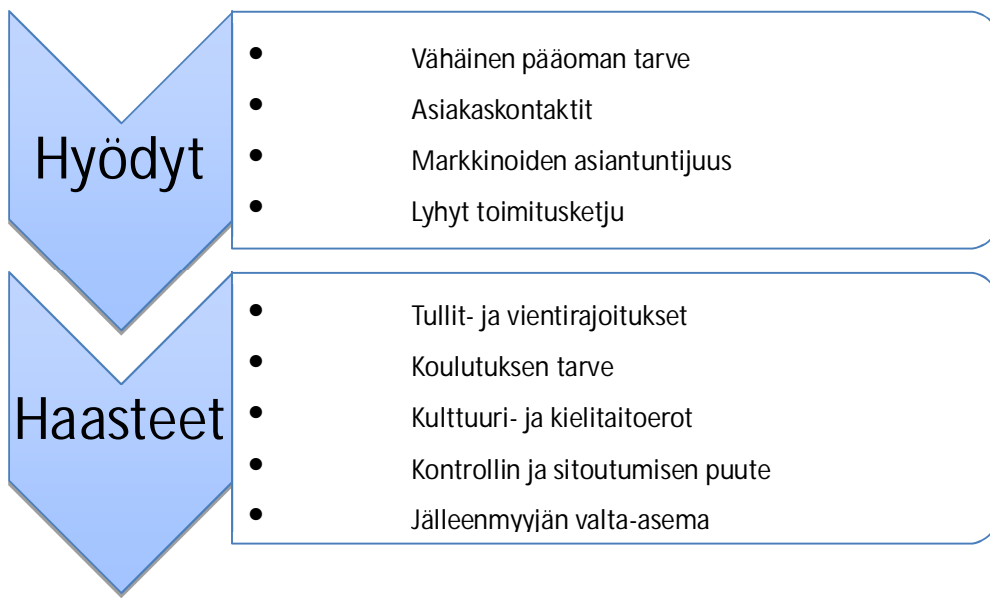 Hyödyt
• Vähäinen pääoman tarve
• Asiakaskontaktit
• Markkinoiden asiantuntijuus
• Lyhyt toimitusketju
Haasteet
• Tullit- ja vientirajoitukset
• Koulutuksen tarve
• Kulttuuri- ja kielitaitoerot
• Kontrollin ja sitoutumisen puute
• Jälleenmyyjän valta-asema